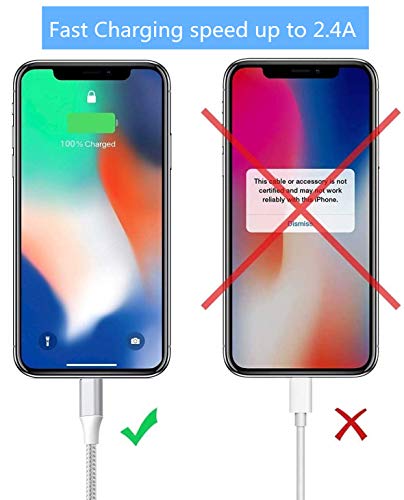 Fast Charging speed up to 2.4A
100% Charged
This cable or accessory is not
certified and may not work
reliably with this iPhone.
Dismiss